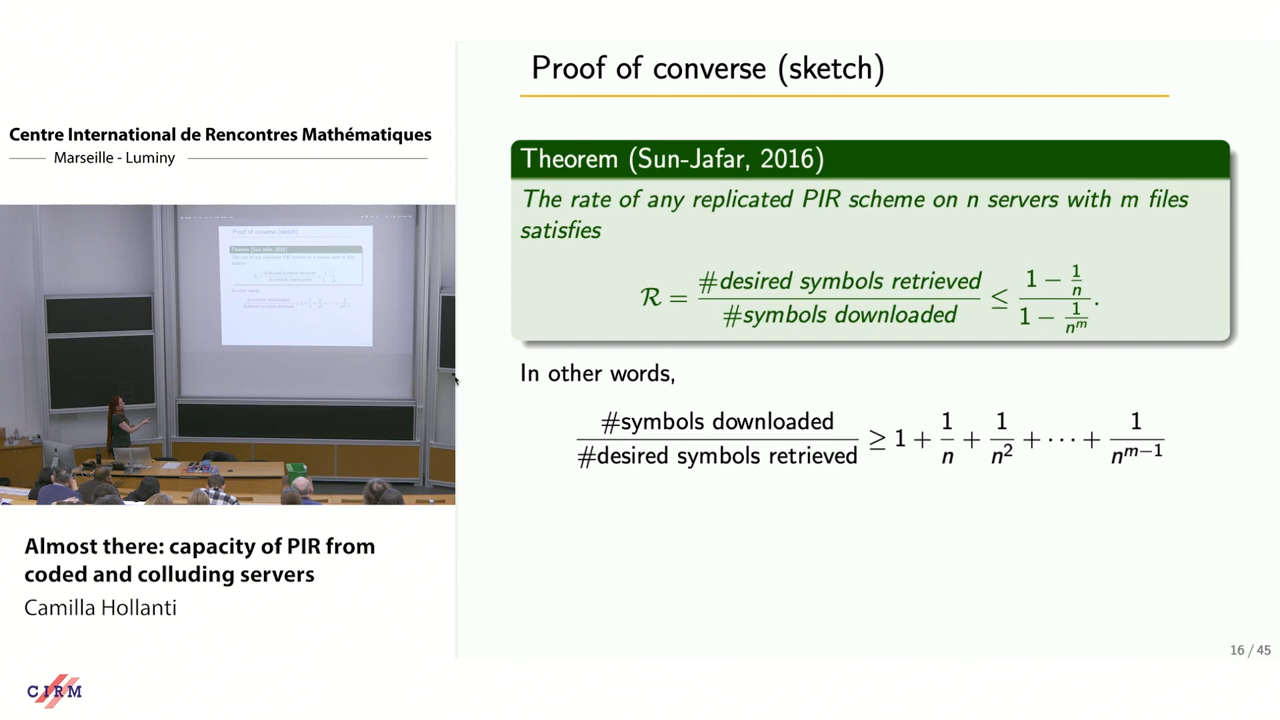 Centre International de Rencontres Mathématiques
Marseille - Luminy
Proof of converse (sketch)
Theorem (Sun-Jafar, 2016)
The rate of any replicated PIR scheme on n servers with m files
satisfies
R = #desired symbols retrieved / #symbols downloaded ≤ (1 − 1/n) / (1 − 1/n^m).
In other words,
#symbols downloaded / #desired symbols retrieved ≥ 1 + 1/n + 1/n² + ··· + 1/n^{m−1}
Almost there: capacity of PIR from
coded and colluding servers
Camilla Hollanti
16 / 45
CIRM